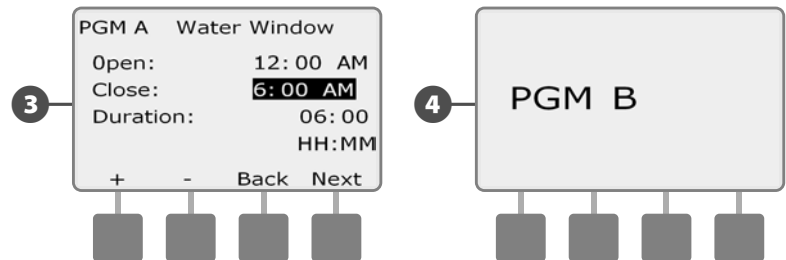 3
PGM A Water Window
Open: 12:00 AM
Close: 6:00 AM
Duration: 06:00
HH:MM
+ - Back Next
4
PGM B